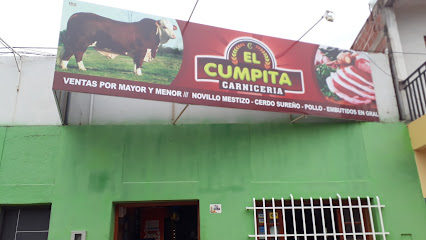 EL
CUMPITA
CARNICERIA
VENTAS POR MAYOR Y MENOR /// NOVILLO MESTIZO - CERDO SUREÑO - POLLO - EMBUTIDOS EN GRAL